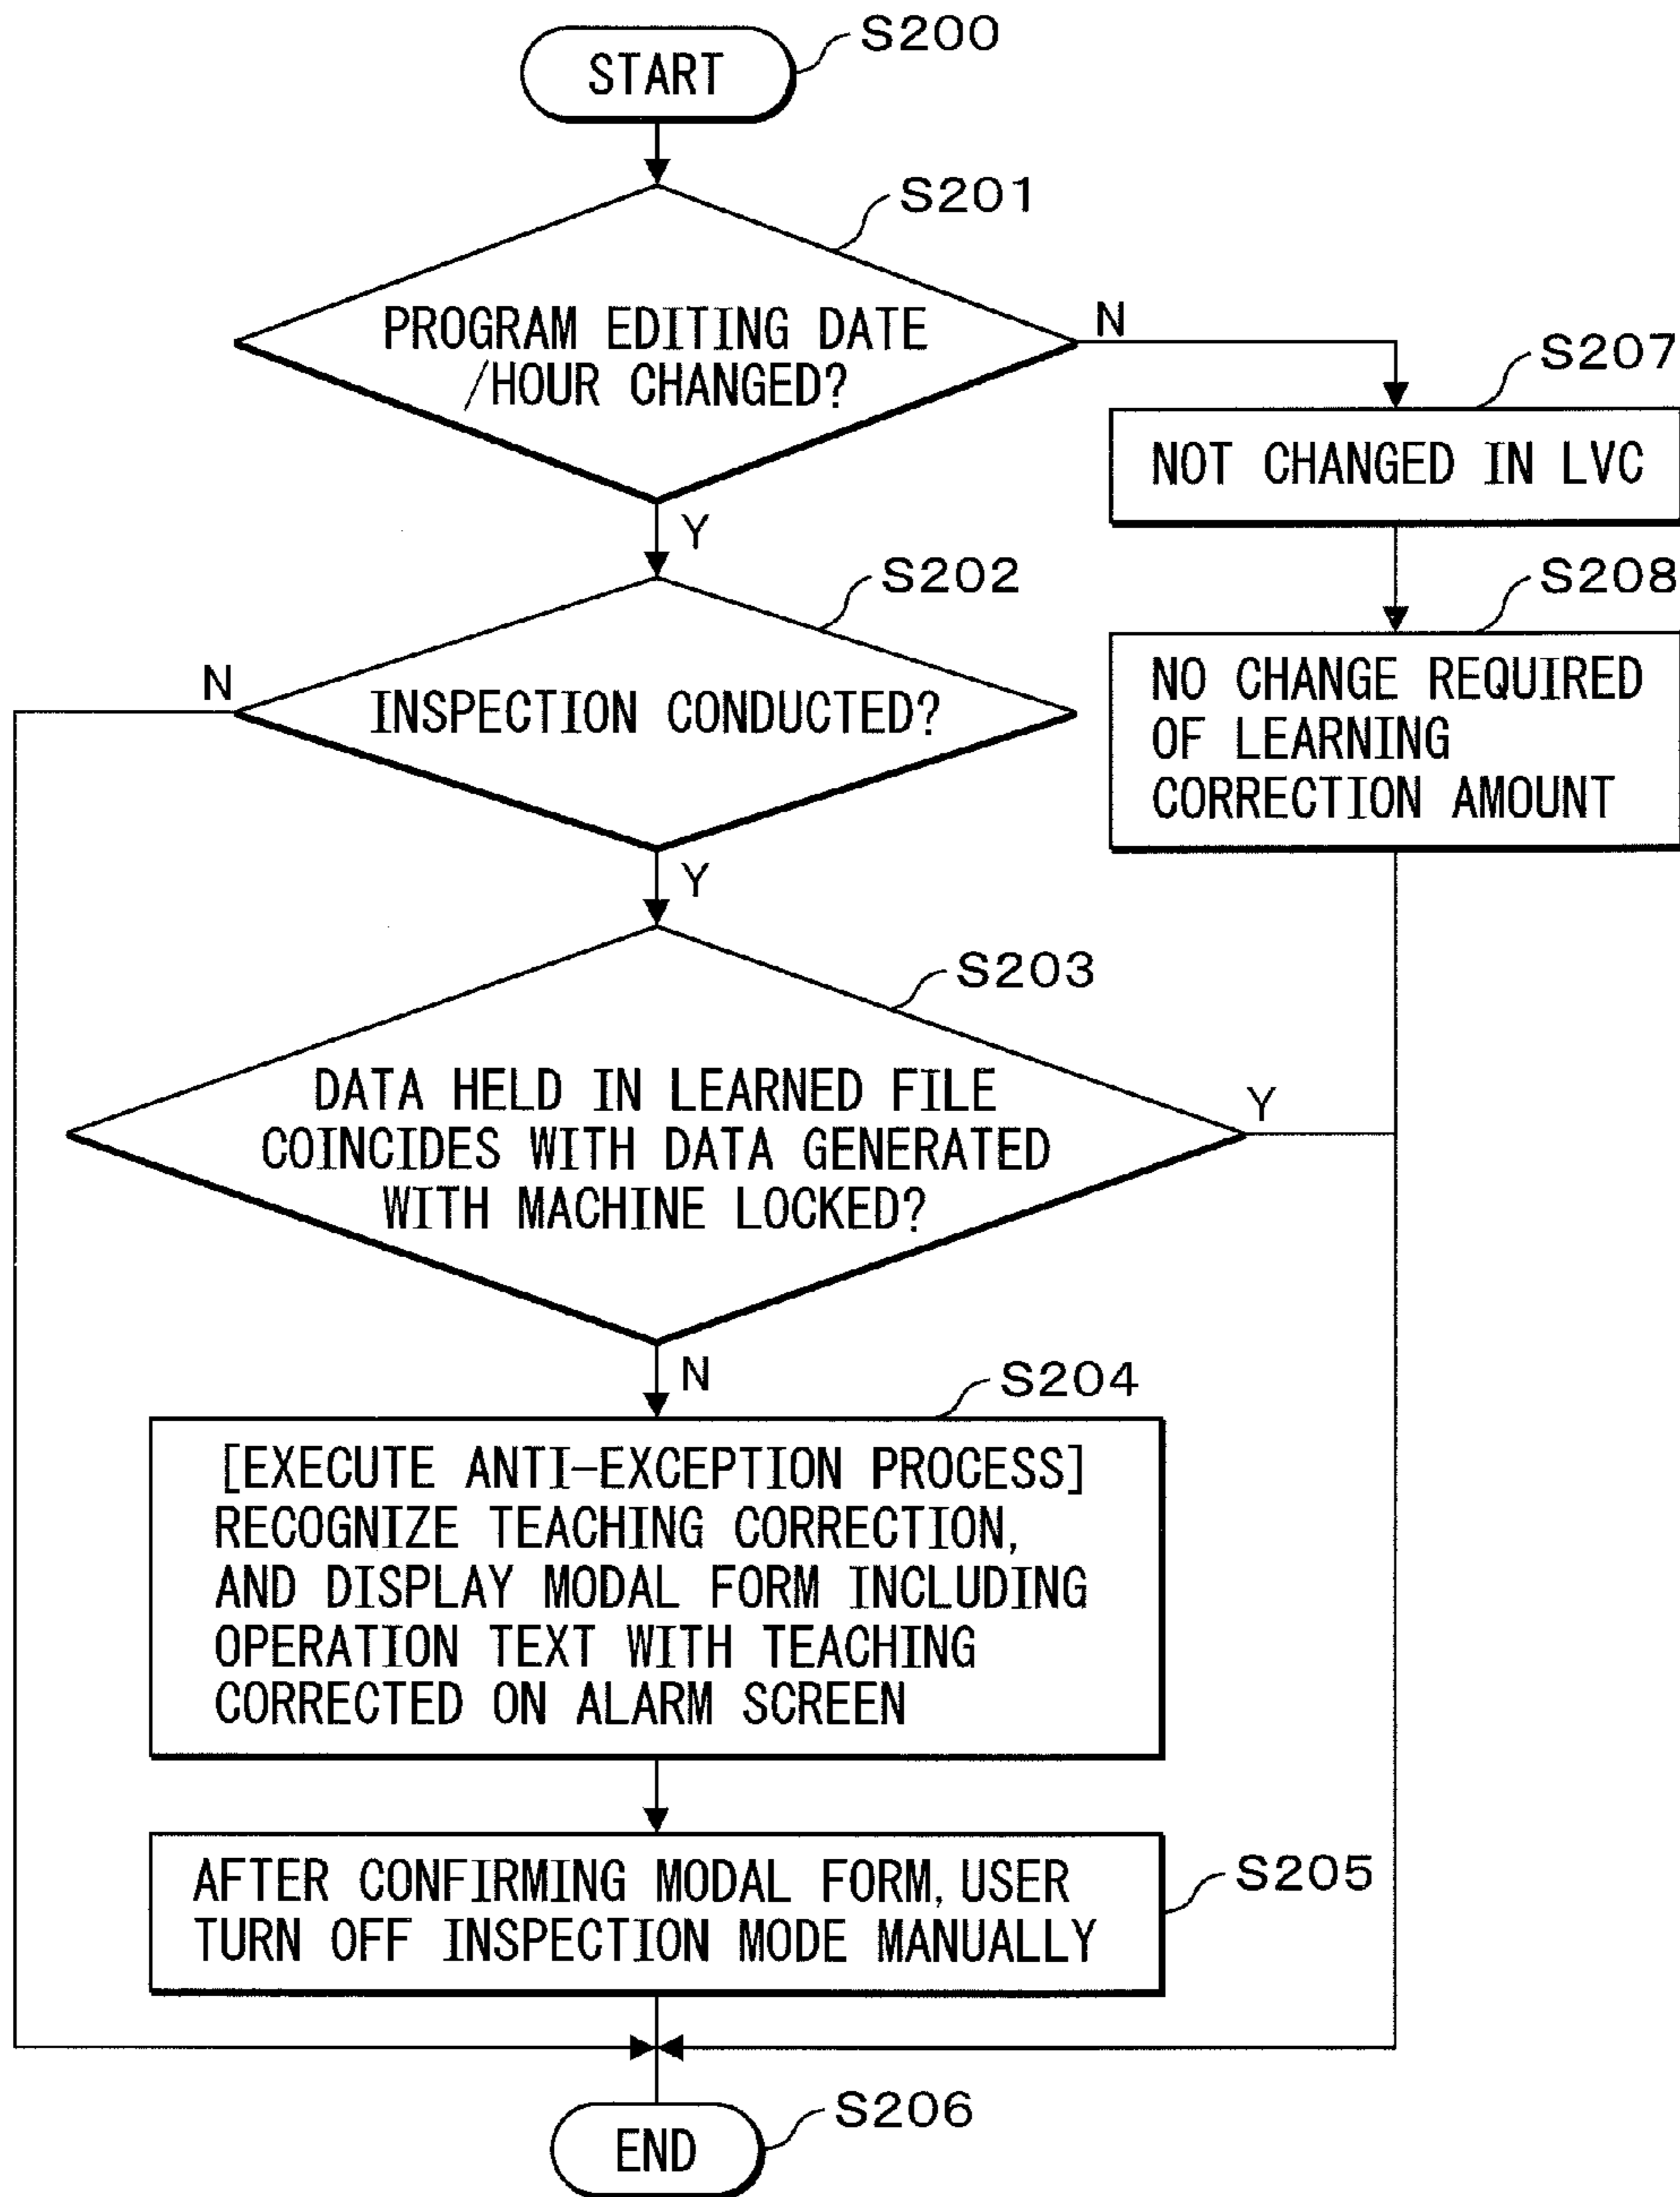 START
S200
S201
PROGRAM EDITING DATE
/HOUR CHANGED?
N
Y
S207
NOT CHANGED IN LVC
S202
N
INSPECTION CONDUCTED?
Y
S208
NO CHANGE REQUIRED
OF LEARNING
CORRECTION AMOUNT
S203
DATA HELD IN LEARNED FILE
COINCIDES WITH DATA GENERATED
WITH MACHINE LOCKED?
Y
N
S204
[EXECUTE ANTI-EXCEPTION PROCESS]
RECOGNIZE TEACHING CORRECTION,
AND DISPLAY MODAL FORM INCLUDING
OPERATION TEXT WITH TEACHING
CORRECTED ON ALARM SCREEN
AFTER CONFIRMING MODAL FORM, USER
TURN OFF INSPECTION MODE MANUALLY
S205
S206
END